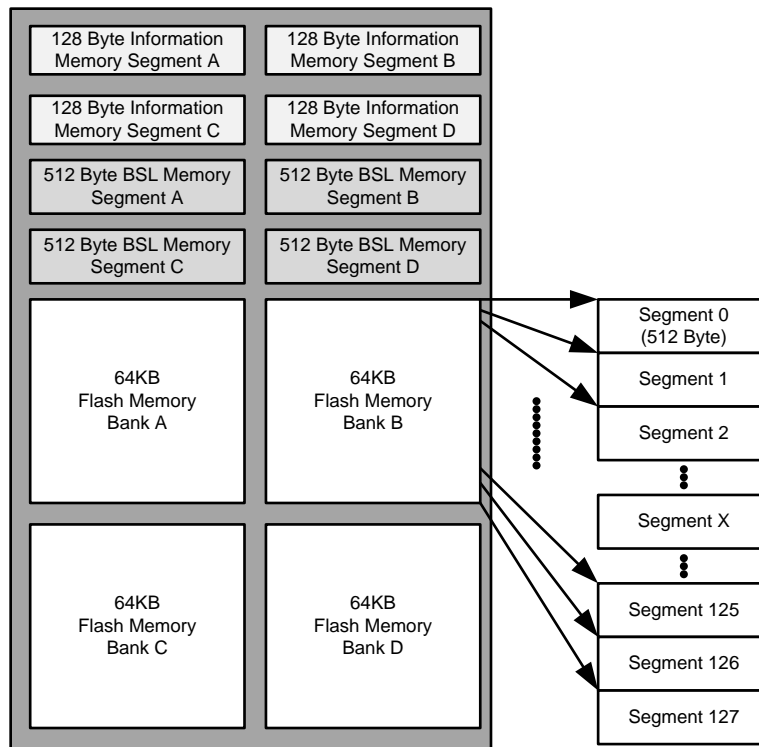 128 Byte Information
Memory Segment A
128 Byte Information
Memory Segment B
128 Byte Information
Memory Segment C
128 Byte Information
Memory Segment D
512 Byte BSL Memory
Segment A
512 Byte BSL Memory
Segment B
512 Byte BSL Memory
Segment C
512 Byte BSL Memory
Segment D
64KB
Flash Memory
Bank A
64KB
Flash Memory
Bank B
64KB
Flash Memory
Bank C
64KB
Flash Memory
Bank D
Segment 0
(512 Byte)
Segment 1
Segment 2
Segment X
Segment 125
Segment 126
Segment 127